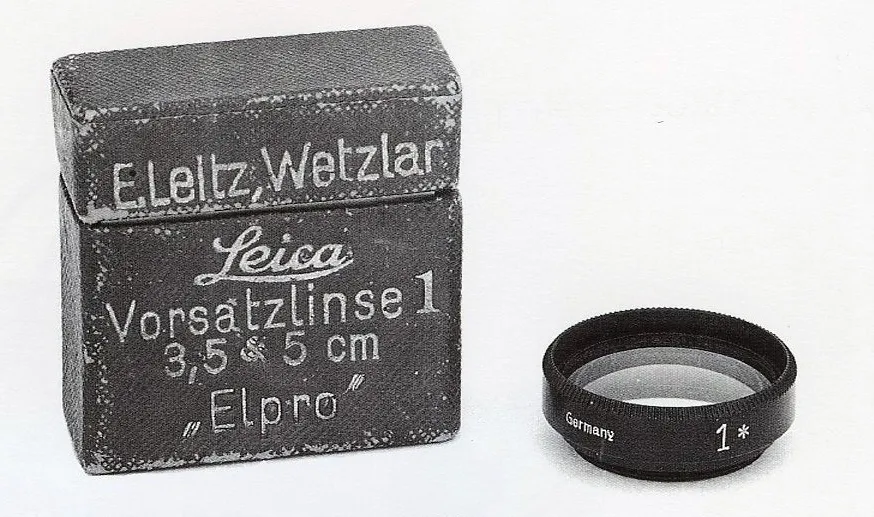 E.Leitz, Wetzlar
Leica
Vorsatzlinse 1
3,5 & 5 cm
„Elpro"
Germany
1*